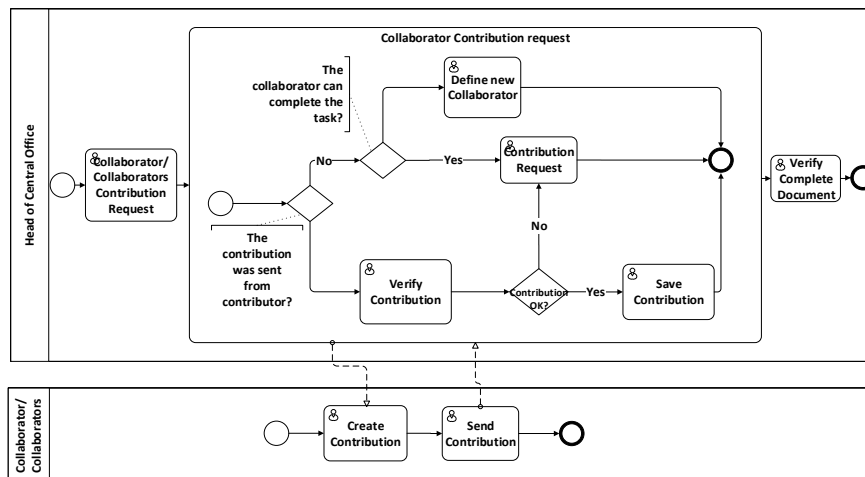 Head of Central Office
Collaborator Contribution request
The
collaborator can
complete the
task?
Define new
Collaborator
Collaborator/
Collaborators
Contribution
Request
No
Yes
Contribution
Request
Verify
Complete
Document
The
contribution
was sent
from
contributor?
No
Verify
Contribution
Contribution
OK?
Yes
Save
Contribution
Collaborator/
Collaborators
Create
Contribution
Send
Contribution